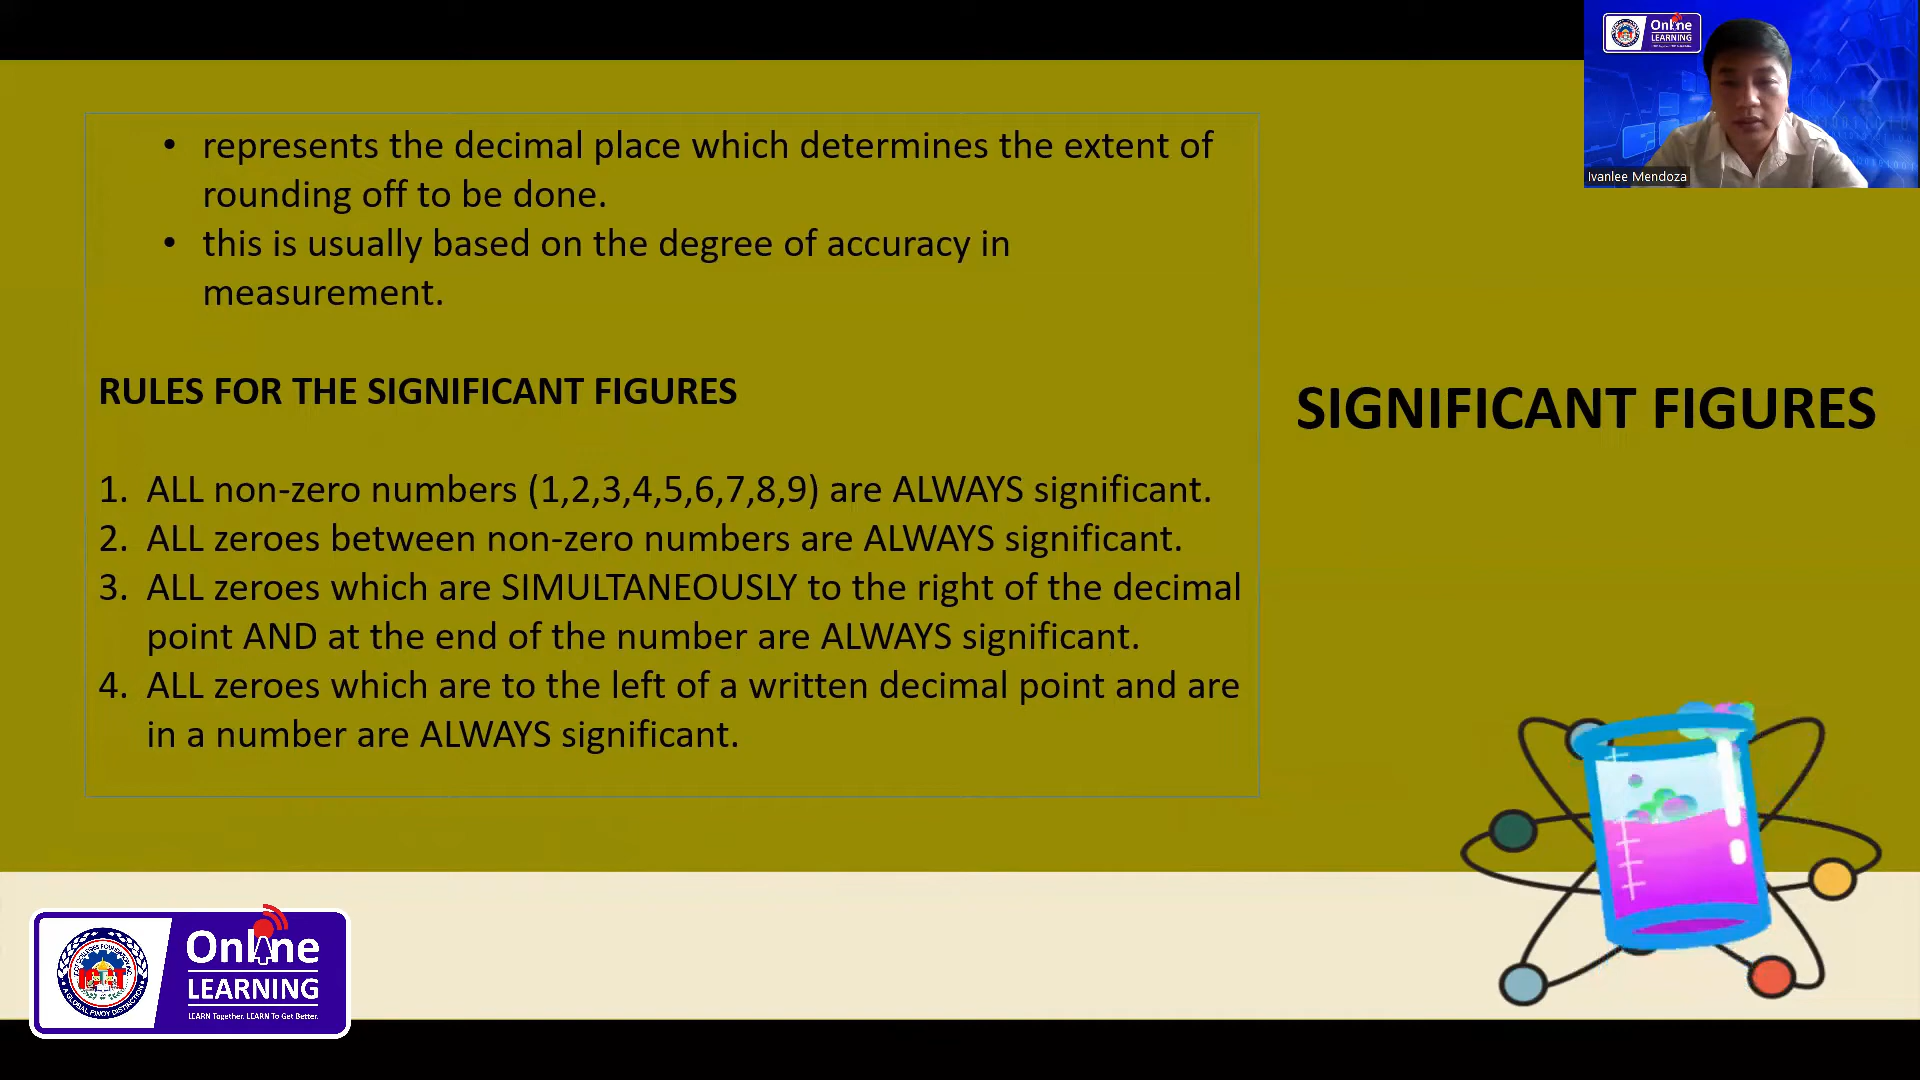 • represents the decimal place which determines the extent of
rounding off to be done.
• this is usually based on the degree of accuracy in
measurement.
RULES FOR THE SIGNIFICANT FIGURES
1. ALL non-zero numbers (1,2,3,4,5,6,7,8,9) are ALWAYS significant.
2. ALL zeroes between non-zero numbers are ALWAYS significant.
3. ALL zeroes which are SIMULTANEOUSLY to the right of the decimal
point AND at the end of the number are ALWAYS significant.
4. ALL zeroes which are to the left of a written decimal point and are
in a number are ALWAYS significant.
SIGNIFICANT FIGURES
Online
LEARNING
Ivanlee Mendoza
Online
LEARNING
LEARN Together. LEARN To Get Better.
A GLOBAL PINOY DISTINCTION